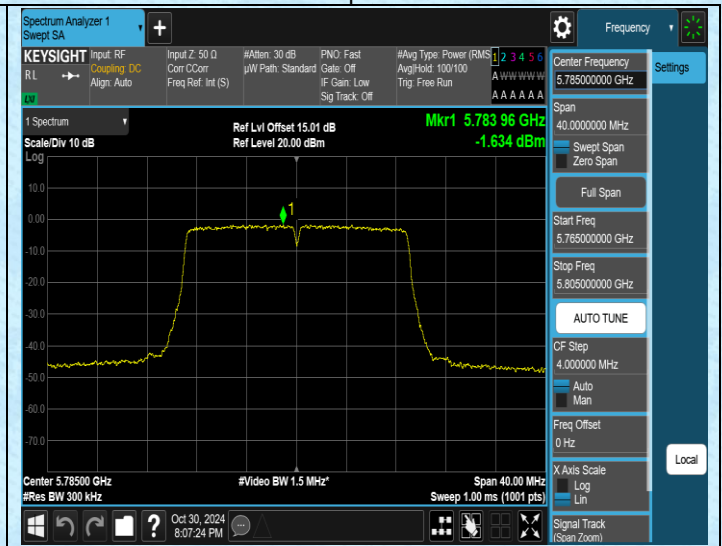 Spectrum Analyzer 1
Swept SA
Frequency
KEYSIGHT
Input: RF
Coupling: DC
Align: Auto
Input Z: 50 Ω
Corr CCorr
Freq Ref: Int (S)
#Atten: 30 dB
µW Path: Standard
PNO: Fast
Gate: Off
IF Gain: Low
Sig Track: Off
#Avg Type: Power (RMS
Avg|Hold: 100/100
Trig: Free Run
1 2 3 4 5 6
A W W W W W
A A A A A A
RL
1 Spectrum
Scale/Div 10 dB
Log
Ref Lvl Offset 15.01 dB
Ref Level 20.00 dBm
Mkr1 5.783 96 GHz
-1.634 dBm
1
10.0
0.00
-10.0
-20.0
-30.0
-40.0
-50.0
-60.0
-70.0
Center 5.78500 GHz
#Res BW 300 kHz
#Video BW 1.5 MHz*
Span 40.00 MHz
Sweep 1.00 ms (1001 pts)
Center Frequency
5.785000000 GHz
Settings
Span
40.0000000 MHz
Swept Span
Zero Span
Full Span
Start Freq
5.765000000 GHz
Stop Freq
5.805000000 GHz
AUTO TUNE
CF Step
4.000000 MHz
Auto
Man
Freq Offset
0 Hz
X Axis Scale
Log
Lin
Local
Signal Track
(Span Zoom)
?
Oct 30, 2024
8:07:24 PM